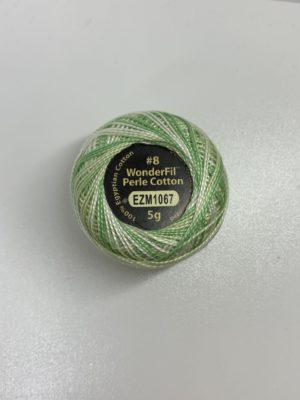 #8
WonderFil
Perle Cotton
EZM1067
5g
100% Egyptian Cotton